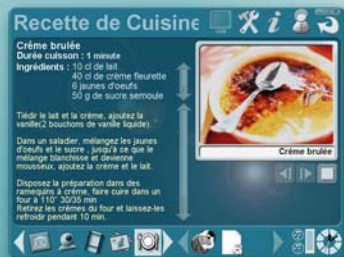 Recette de Cuisine
Créme brulée
Durée cuisson : 1 minute
Ingrédients : 10 cl de lait
40 cl de crème fleurette
6 jaunes d'oeufs
50 g de sucre semoule
Tiédir le lait et la crème, ajoutez la
vanille(2 bouchons de vanille liquide).
Dans un saladier, mélangez les jaunes
d'oeufs et le sucre , jusqu'à ce que le
mélange blanchisse et devienne
mousseux, ajoutez la crème et le lait.
Disposez la préparation dans des
ramequins à crème, faire cuire dans un
four à 110° 30/35 min
Retirez les crèmes du four et laissez-les
refroidir pendant 10 min.
Créme brulée